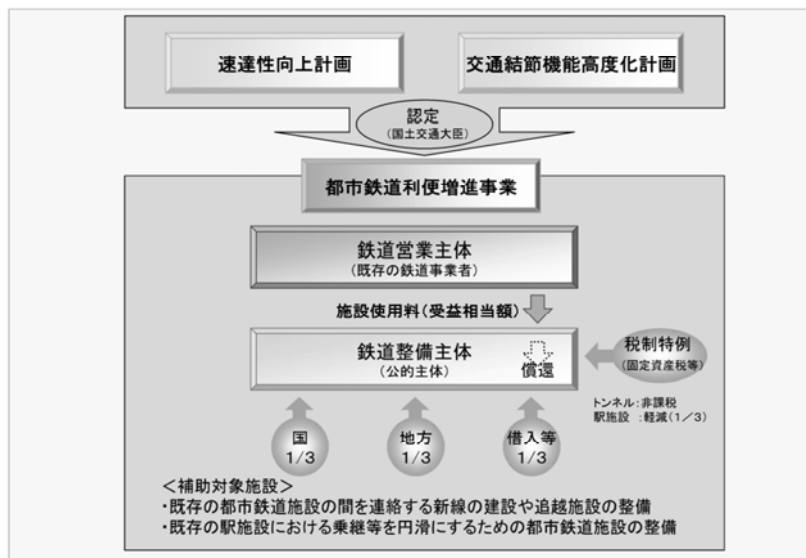 速達性向上計画
交通結節機能高度化計画
認定
(国土交通大臣)
都市鉄道利便増進事業
鉄道営業主体
(既存の鉄道事業者)
施設使用料(受益相当額)
鉄道整備主体
(公的主体)
償還
税制特例
(固定資産税等)
トンネル:非課税
駅施設 :軽減(1/3)
国
1/3
地方
1/3
借入等
1/3
<補助対象施設>
・既存の都市鉄道施設の間を連絡する新線の建設や追越施設の整備
・既存の駅施設における乗継等を円滑にするための都市鉄道施設の整備